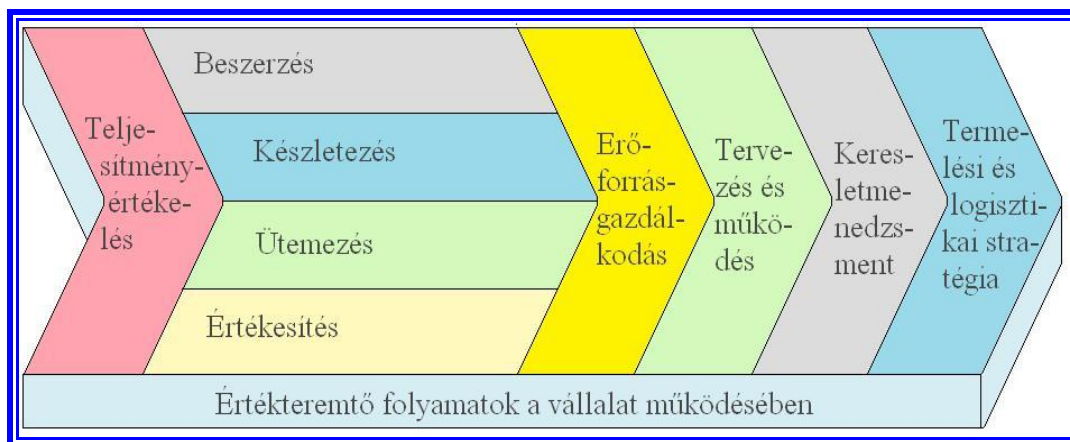 Telje-
sítmény-
értéke-
lés
Beszerzés
Készletezés
Ütemezés
Értékesítés
Erő-
forrás-
gazdál-
kodás
Terve-
zés és
műkö-
dés
Keres-
letme-
nedzs-
ment
Terme-
lési és
logiszti-
kai stra-
tégia
Értékteremtő folyamatok a vállalat működésében